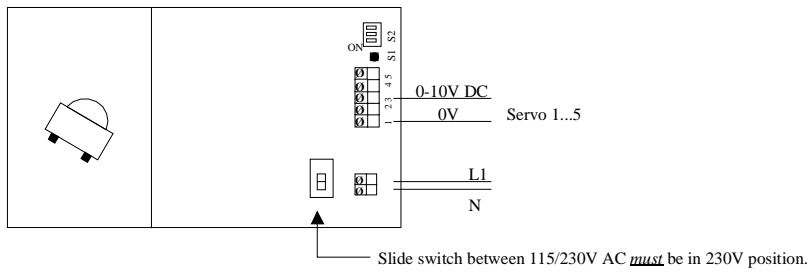 ON
S2
S1
Ø
Ø
Ø
Ø
Ø
1 2 3 4 5
0-10V DC
0V
Servo 1...5
Ø
Ø
L1
N
Slide switch between 115/230V AC must be in 230V position.